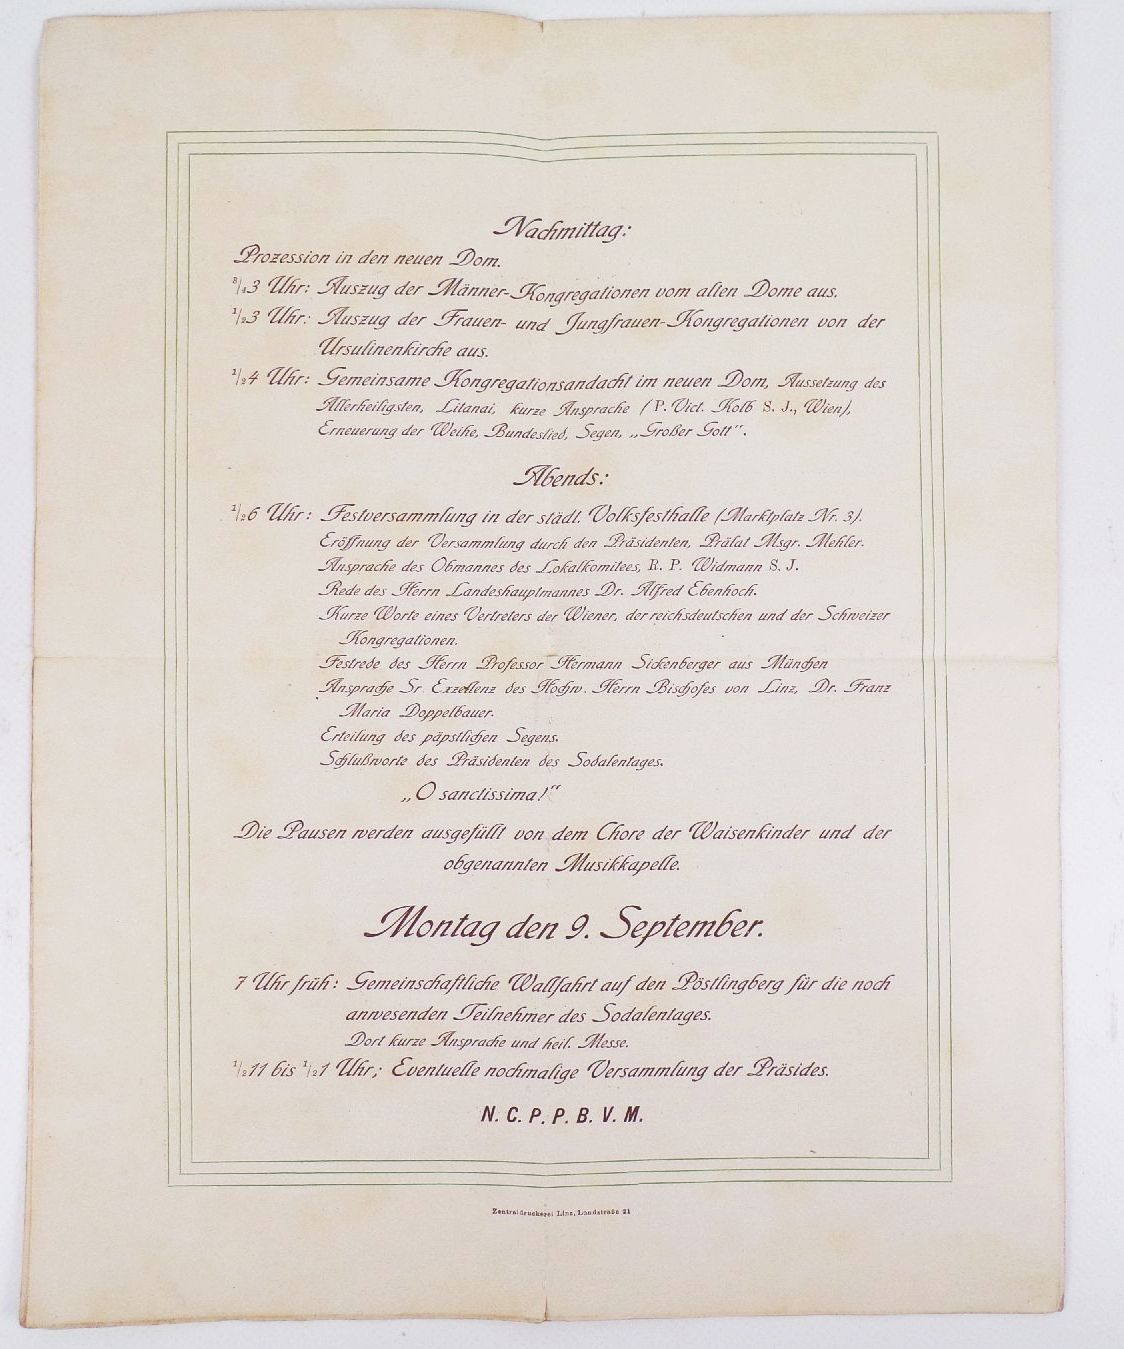 Nachmittag:
Prozession in den neuen Dom.
3/43 Uhr: Auszug der Männer-Kongregationen vom alten Dome aus.
1/23 Uhr: Auszug der Frauen- und Jungfrauen-Kongregationen von der
Ursulinenkirche aus.
1/24 Uhr: Gemeinsame Kongregationsandacht im neuen Dom, Aussetzung des
Allerheiligsten, Litanai, kurze Ansprache (P. Vict. Kolb S. J., Wien),
Erneuerung der Weihe, Bundeslied, Segen, „Großer Gott“.
Abends:
1/26 Uhr: Festversammlung in der städt. Volksfesthalle (Marktplatz Nr. 3).
Eröffnung der Versammlung durch den Präsidenten, Prälat Msgr. Mehler.
Ansprache des Obmannes des Lokalkomitees, R. P. Widmann S. J.
Rede des Herrn Landeshauptmannes Dr. Alfred Ebenhoch.
Kurze Worte eines Vertreters der Wiener, der reichsdeutschen und der Schweizer
Kongregationen.
Festrede des Herrn Professor Hermann Sickenberger aus München
Ansprache Sr. Exzellenz des Hochw. Herrn Bischofes von Linz, Dr. Franz
Maria Doppelbauer.
Erteilung des päpstlichen Segens.
Schlußworte des Präsidenten des Sodalentages.
„O sanctissima!“
Die Pausen werden ausgefüllt von dem Chore der Waisenkinder und der
obgenannten Musikkapelle.
Montag den 9. September.
7 Uhr früh: Gemeinschaftliche Wallfahrt auf den Pöstlingberg für die noch
anwesenden Teilnehmer des Sodalentages.
Dort kurze Ansprache und heil. Messe.
1/211 bis 1/21 Uhr; Eventuelle nochmalige Versammlung der Präsides.
N. C. P. P. B. V. M.
Zentraldruckerei Linz, Landstraße 21